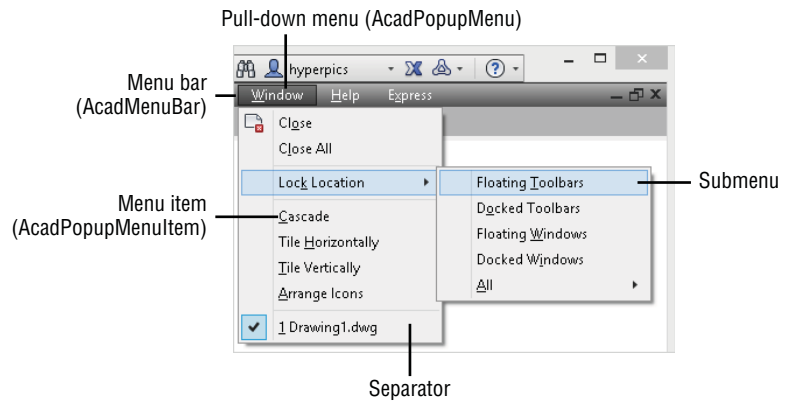 Pull-down menu (AcadPopupMenu)
hyperpics
Menu bar
(AcadMenuBar)
Window Help Express
Close
Close All
Lock Location
Floating Toolbars
Submenu
Docked Toolbars
Floating Windows
Docked Windows
All
Menu item
(AcadPopupMenuItem)
Cascade
Tile Horizontally
Tile Vertically
Arrange Icons
1 Drawing1.dwg
Separator